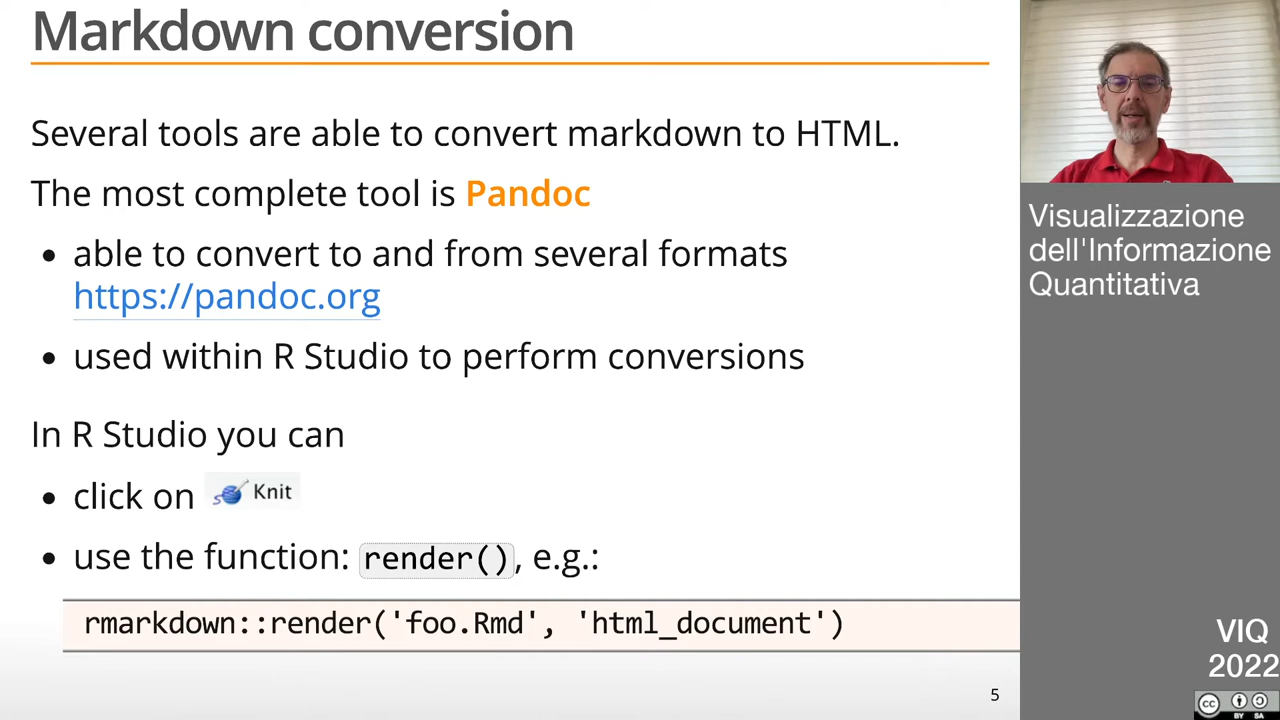 Markdown conversion
Several tools are able to convert markdown to HTML.
The most complete tool is Pandoc
• able to convert to and from several formats
https://pandoc.org
• used within R Studio to perform conversions
In R Studio you can
• click on Knit
• use the function: render(), e.g.:
rmarkdown::render('foo.Rmd', 'html_document')
5
Visualizzazione
dell'Informazione
Quantitativa
VIQ
2022
cc
BY SA